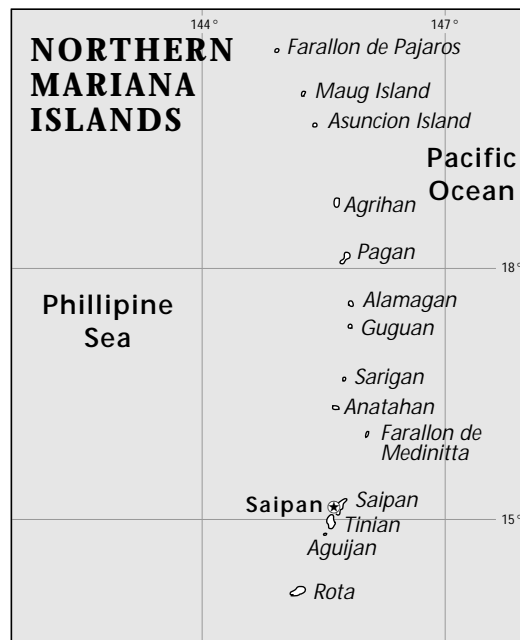 144°
147°
NORTHERN
MARIANA
ISLANDS
Farallon de Pajaros
Maug Island
Asuncion Island
Pacific
Ocean
Agrihan
Pagan
18°
Phillipine
Sea
Alamagan
Guguan
Sarigan
Anatahan
Farallon de
Medinitta
Saipan
Saipan
15°
Tinian
Aguijan
Rota